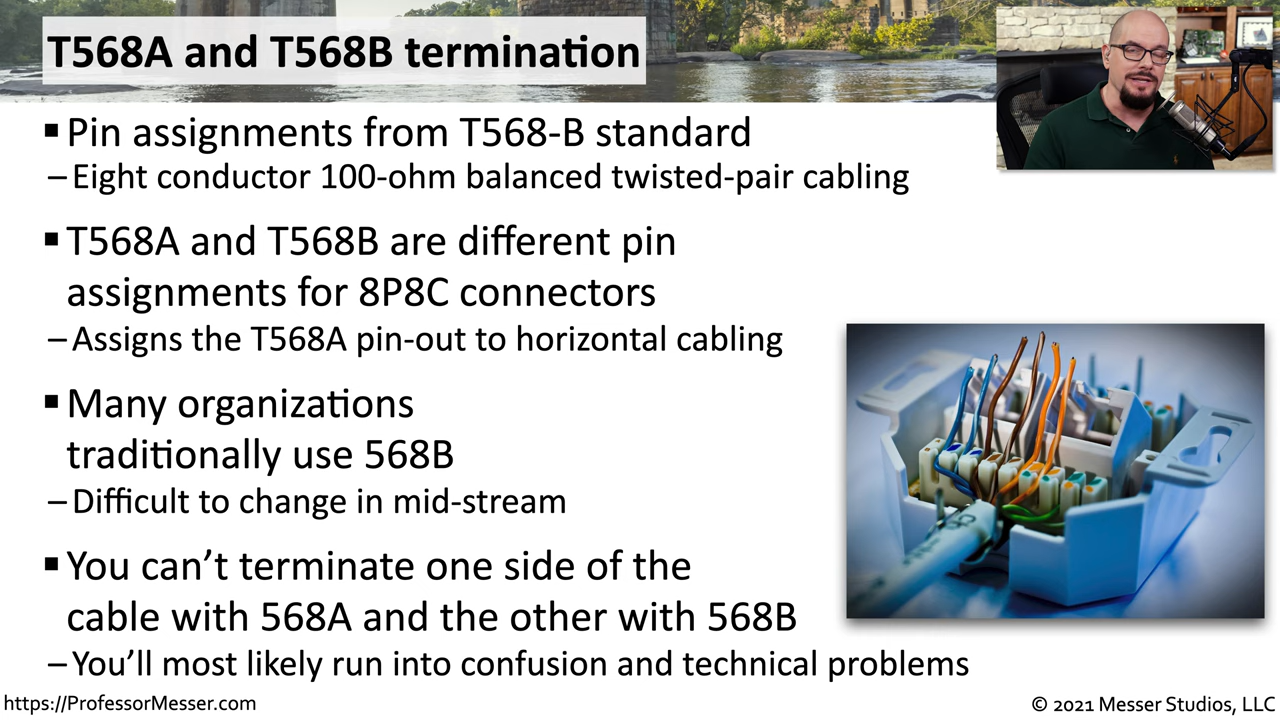 T568A and T568B termination
▪ Pin assignments from T568-B standard
– Eight conductor 100-ohm balanced twisted-pair cabling
▪ T568A and T568B are different pin
assignments for 8P8C connectors
– Assigns the T568A pin-out to horizontal cabling
▪ Many organizations
traditionally use 568B
– Difficult to change in mid-stream
▪ You can’t terminate one side of the
cable with 568A and the other with 568B
– You’ll most likely run into confusion and technical problems
https://ProfessorMesser.com
© 2021 Messer Studios, LLC